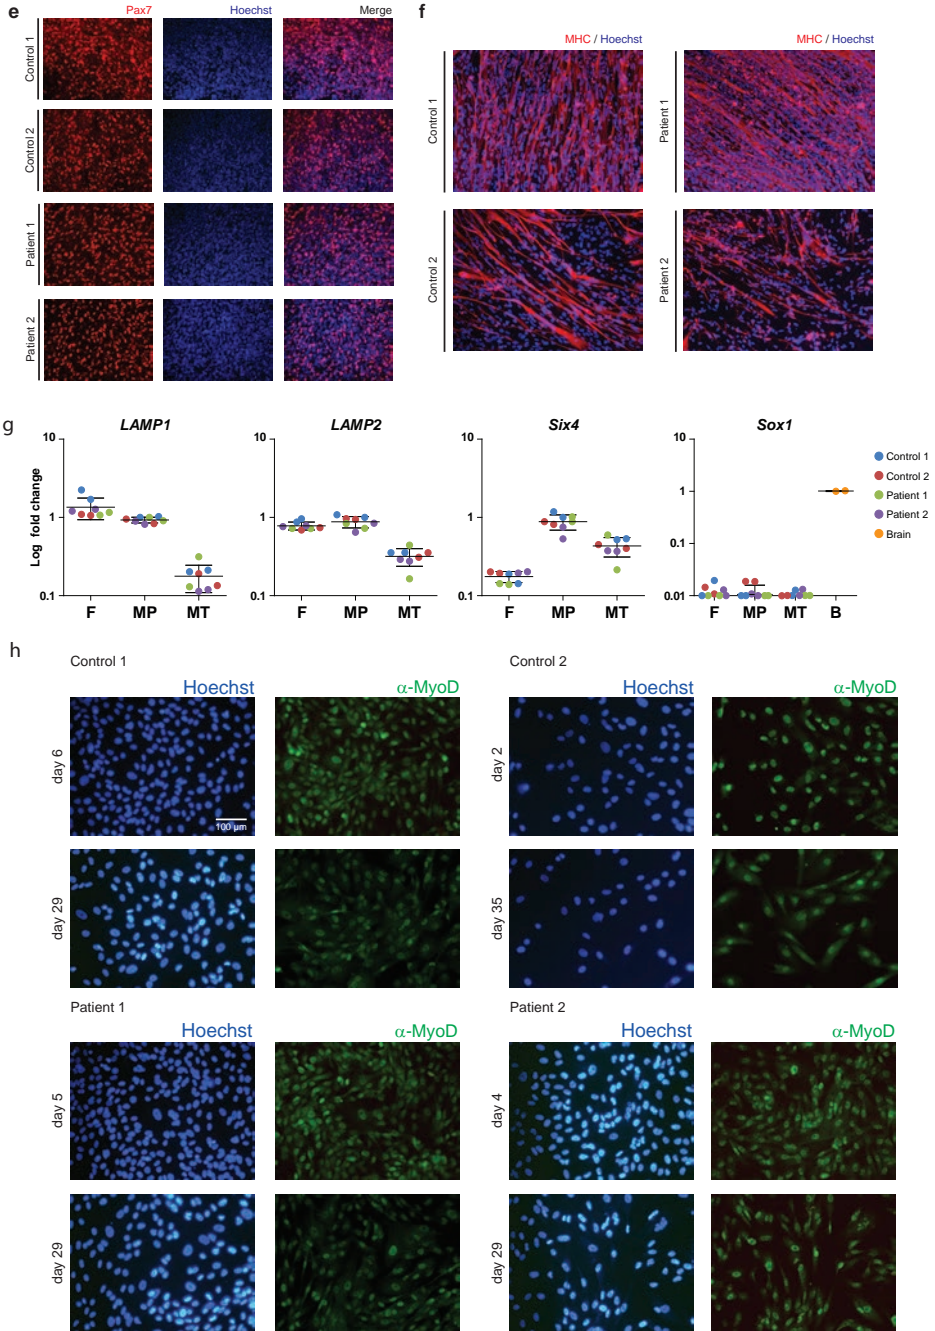 e
Pax7 Hoechst Merge
Control 1
Control 2
Patient 1
Patient 2
f
MHC / Hoechst MHC / Hoechst
Control 1
Patient 1
Control 2
Patient 2
g
LAMP1 LAMP2 Six4 Sox1
Log fold change
10
1
0.1
F MP MT
10
1
0.1
F MP MT
10
1
0.1
F MP MT
10
1
0.1
0.01
F MP MT B
Control 1
Control 2
Patient 1
Patient 2
Brain
h
Control 1
Hoechst α-MyoD
day 6
100 µm
day 29
Control 2
Hoechst α-MyoD
day 2
day 35
Patient 1
Hoechst α-MyoD
day 5
day 29
Patient 2
Hoechst α-MyoD
day 4
day 29